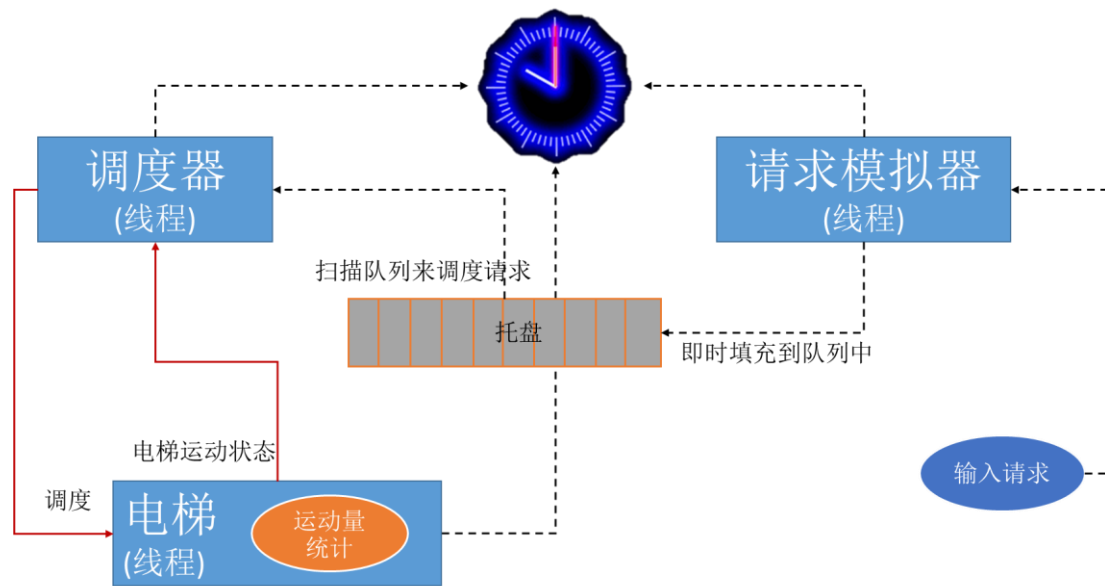 调度器
(线程)
请求模拟器
(线程)
扫描队列来调度请求
托盘
即时填充到队列中
电梯运动状态
调度
电梯
(线程)
运动量
统计
输入请求